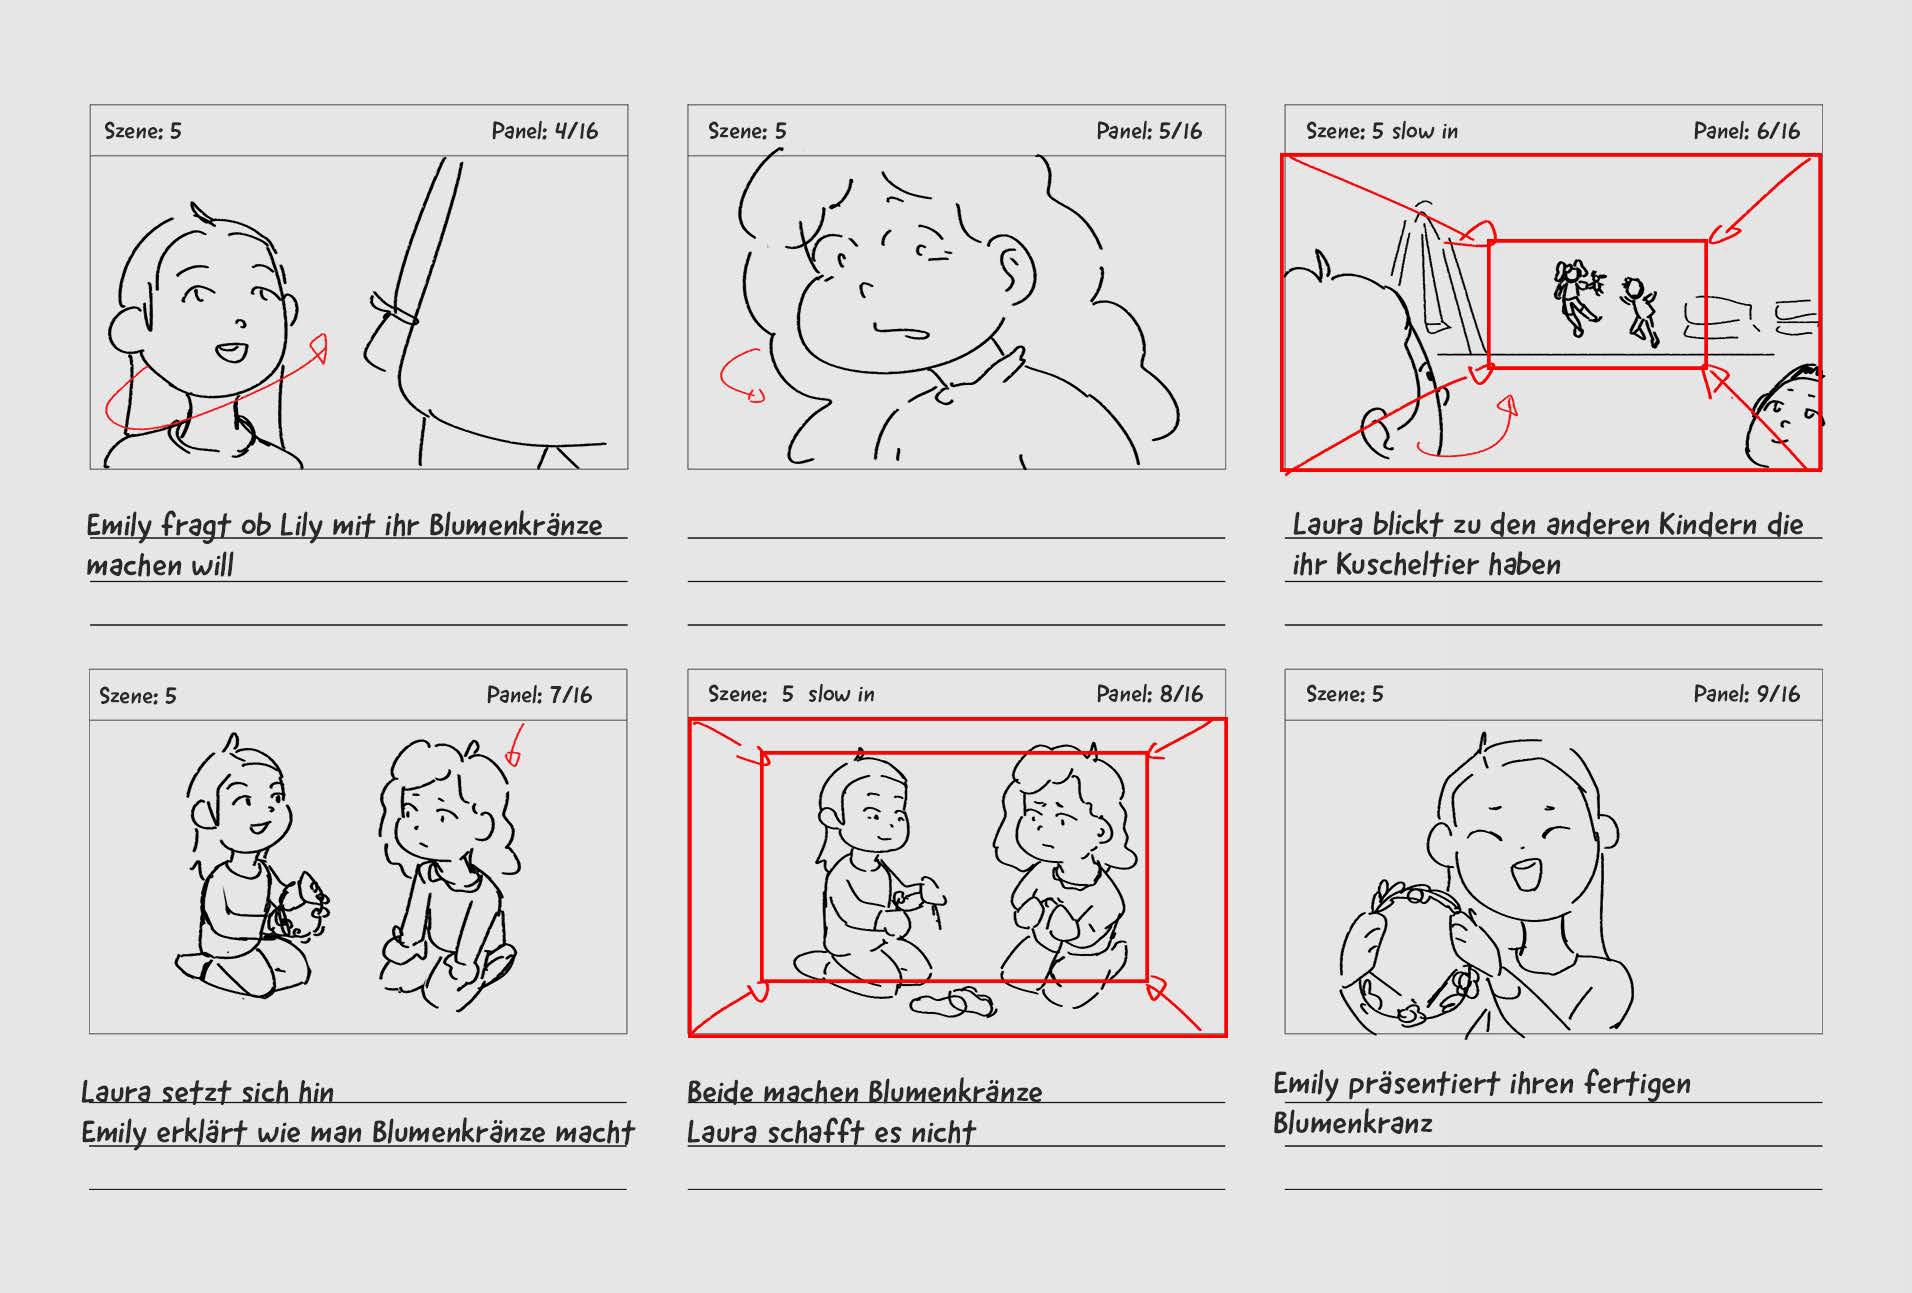 Szene: 5 Panel: 4/16
Emily fragt ob Lily mit ihr Blumenkränze
machen will
Szene: 5 Panel: 5/16
Szene: 5 slow in Panel: 6/16
Laura blickt zu den anderen Kindern die
ihr Kuscheltier haben
Szene: 5 Panel: 7/16
Laura setzt sich hin
Emily erklärt wie man Blumenkränze macht
Szene: 5 slow in Panel: 8/16
Beide machen Blumenkränze
Laura schafft es nicht
Szene: 5 Panel: 9/16
Emily präsentiert ihren fertigen
Blumenkranz